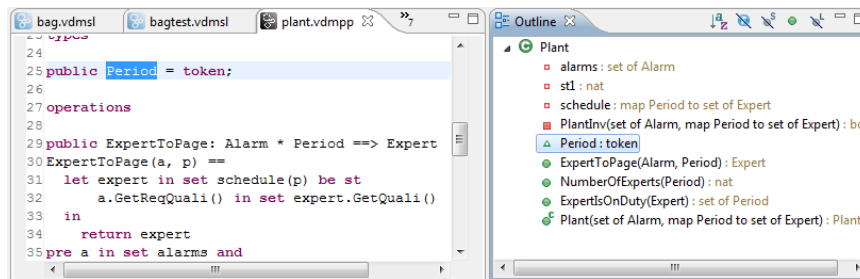 bag.vdmsl bagtest.vdmsl plant.vdmpp »7
23 types
24
25 public Period = token;
26
27 operations
28
29 public ExpertToPage: Alarm * Period ==> Expert
30 ExpertToPage(a, p) ==
31 let expert in set schedule(p) be st
32 a.GetReqQuali() in set expert.GetQuali()
33 in
34 return expert
35 pre a in set alarms and
Outline
Plant
alarms : set of Alarm
st1 : nat
schedule : map Period to set of Expert
PlantInv(set of Alarm, map Period to set of Expert) : bo
Period : token
ExpertToPage(Alarm, Period) : Expert
NumberOfExperts(Period) : nat
ExpertIsOnDuty(Expert) : set of Period
Plant(set of Alarm, map Period to set of Expert) : Plant